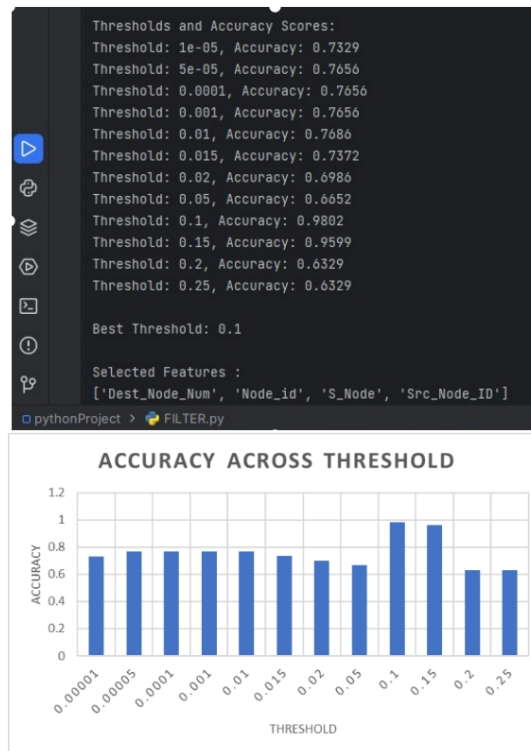 Thresholds and Accuracy Scores:
Threshold: 1e-05, Accuracy: 0.7329
Threshold: 5e-05, Accuracy: 0.7656
Threshold: 0.0001, Accuracy: 0.7656
Threshold: 0.001, Accuracy: 0.7656
Threshold: 0.01, Accuracy: 0.7686
Threshold: 0.015, Accuracy: 0.7372
Threshold: 0.02, Accuracy: 0.6986
Threshold: 0.05, Accuracy: 0.6652
Threshold: 0.1, Accuracy: 0.9802
Threshold: 0.15, Accuracy: 0.9599
Threshold: 0.2, Accuracy: 0.6329
Threshold: 0.25, Accuracy: 0.6329
Best Threshold: 0.1
Selected Features :
['Dest_Node_Num', 'Node_id', 'S_Node', 'Src_Node_ID']
pythonProject > FILTER.py
ACCURACY ACROSS THRESHOLD
1.2
1
0.8
0.6
0.4
0.2
0
ACCURACY
0.00001 0.00005 0.0001 0.001 0.01 0.015 0.02 0.05 0.1 0.15 0.2 0.25
THRESHOLD